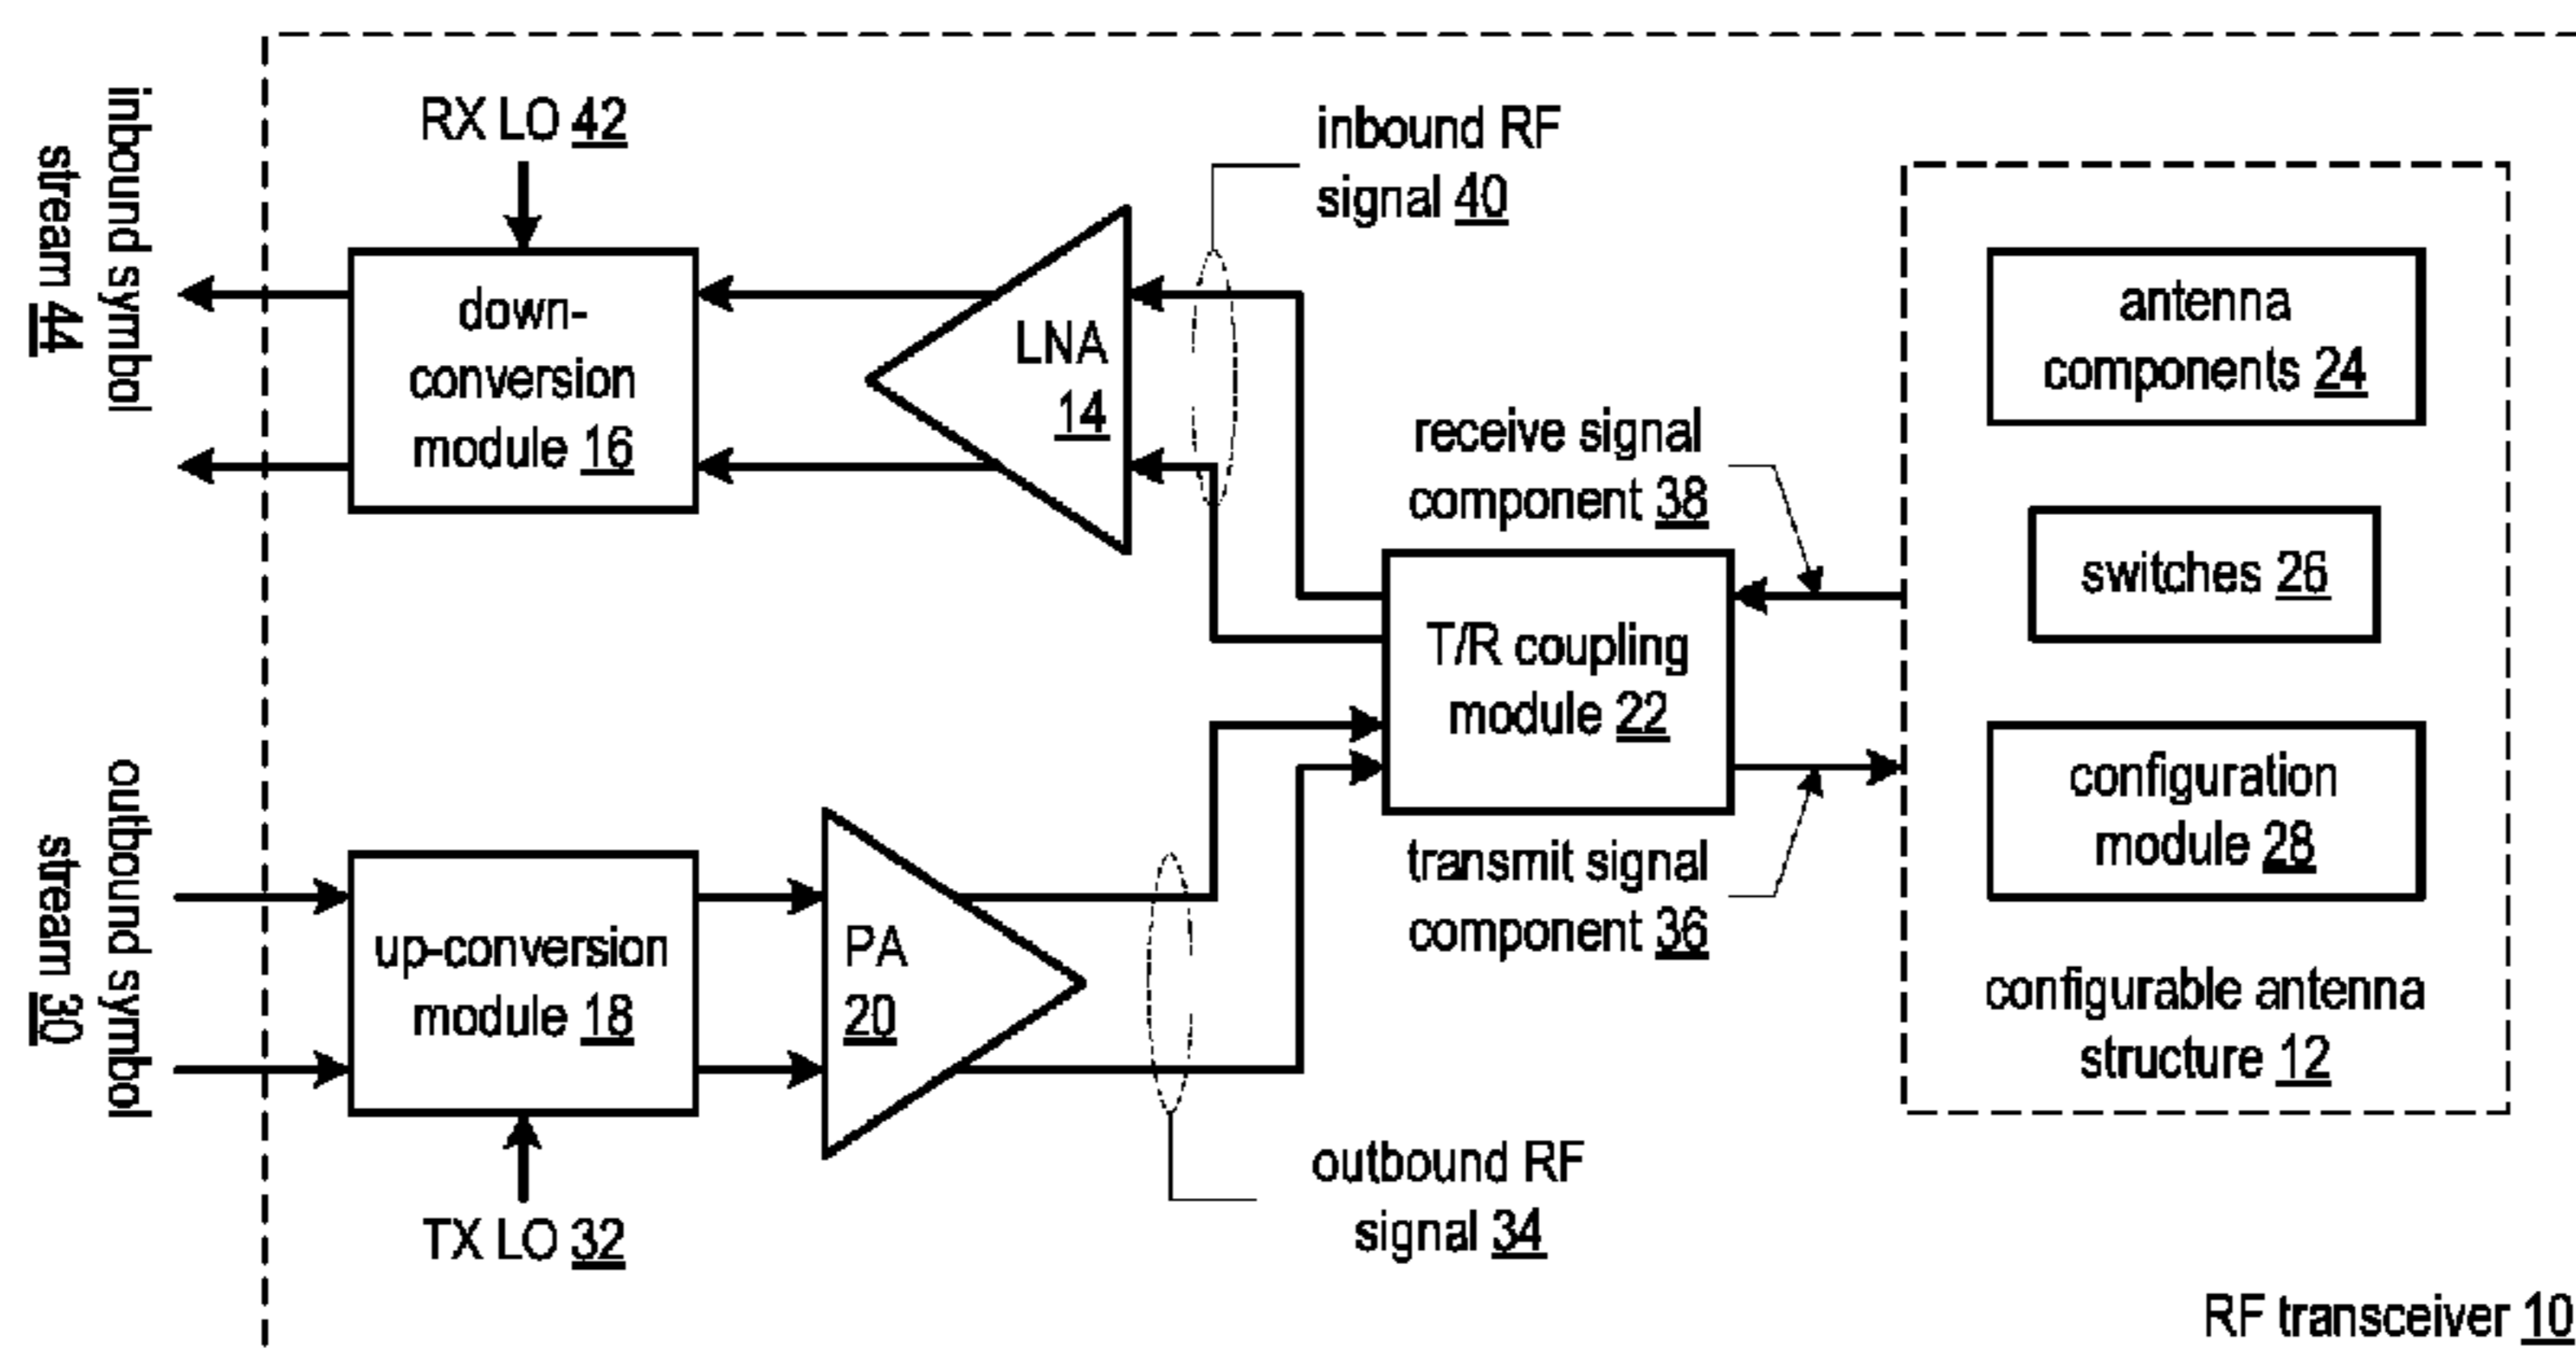 inbound symbol
stream 44
RX LO 42
down-
conversion
module 16
LNA
14
inbound RF
signal 40
receive signal
component 38
T/R coupling
module 22
transmit signal
component 36
antenna
components 24
switches 26
configuration
module 28
configurable antenna
structure 12
outbound symbol
stream 30
up-conversion
module 18
TX LO 32
PA
20
outbound RF
signal 34
RF transceiver 10